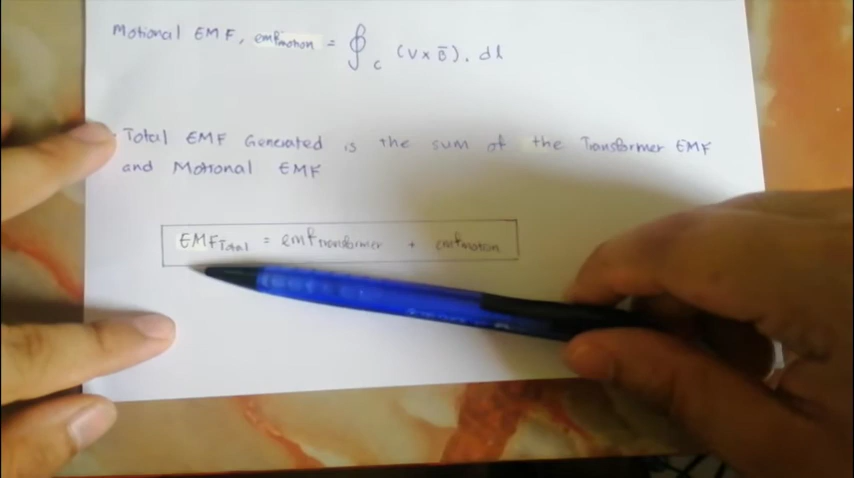 Motional EMF, emfmotion = ∮c (V × B̄). dl
Total EMF Generated is the sum of the Transformer EMF
and Motional EMF
EMFTotal = emftransformer + emfmotion